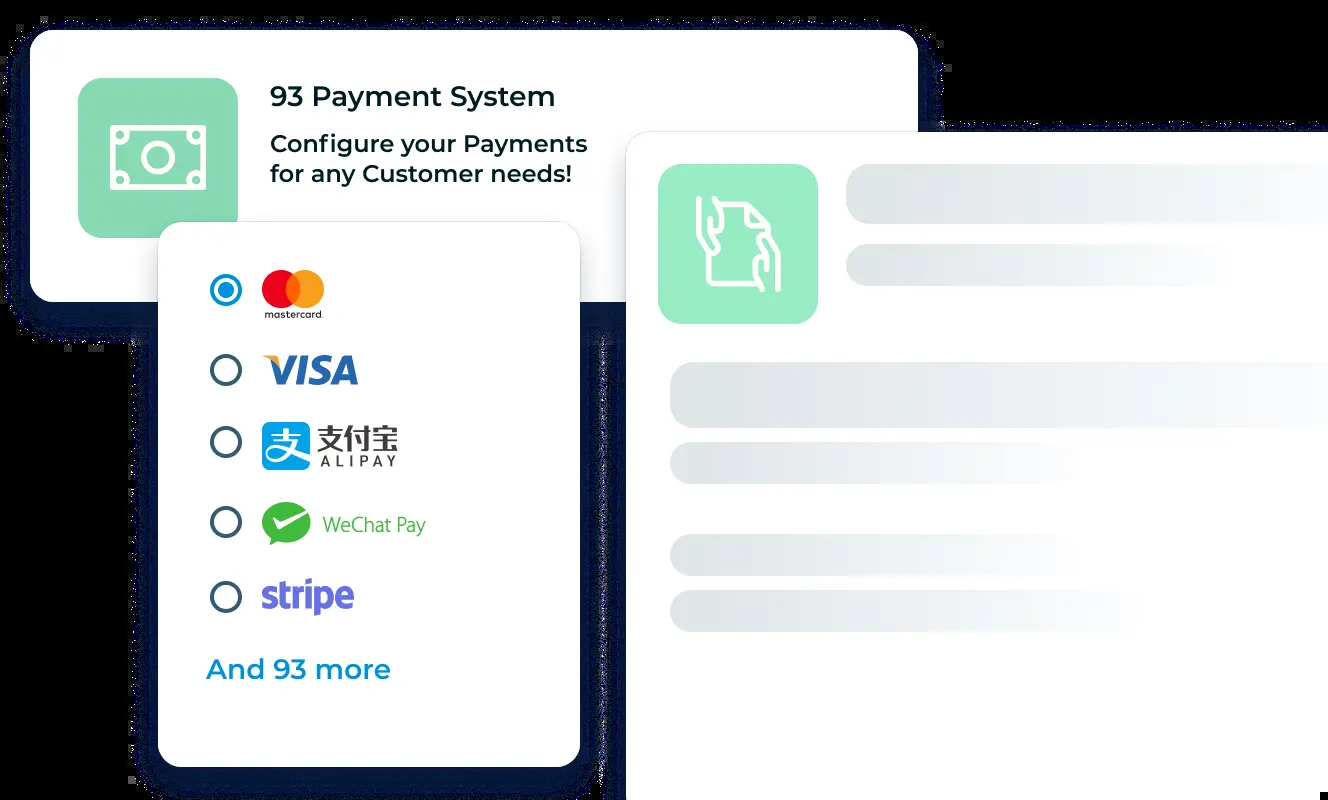 93 Payment System
Configure your Payments
for any Customer needs!
mastercard.
VISA
支 支付宝
ALIPAY
WeChat Pay
stripe
And 93 more